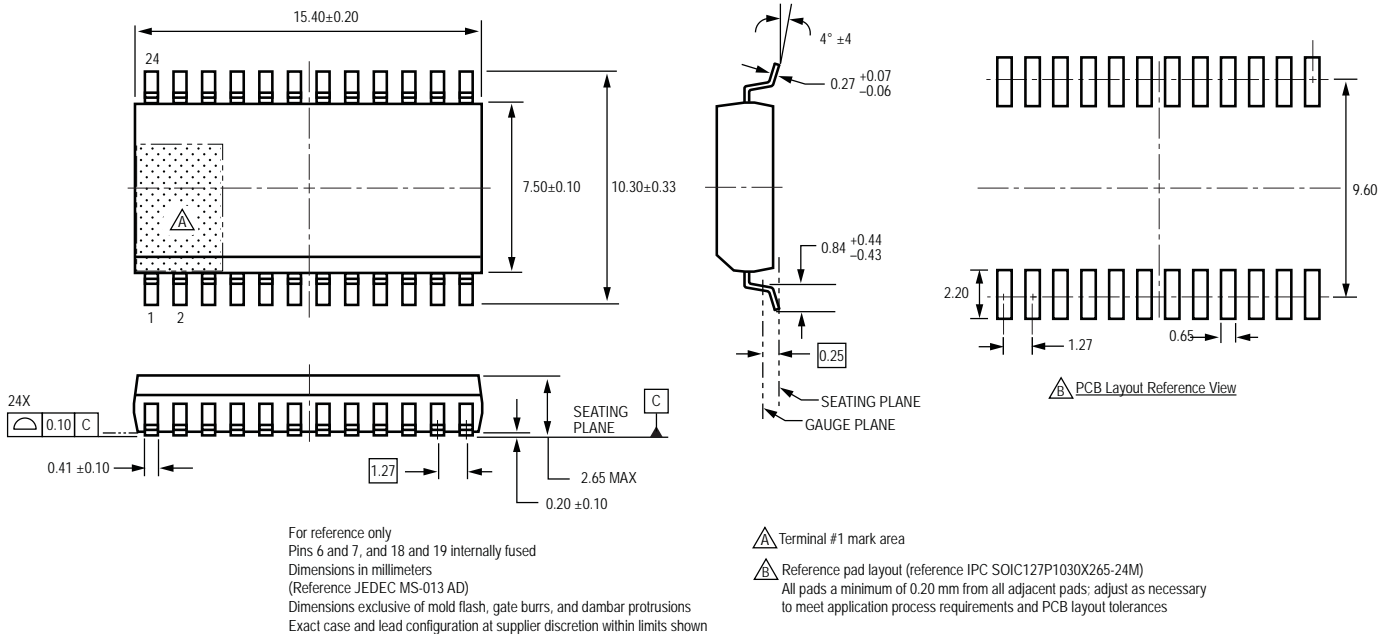 15.40±0.20
24
A
7.50±0.10
10.30±0.33
1 2
4° ±4
0.27 +0.07 −0.06
0.84 +0.44 −0.43
0.25
SEATING PLANE
GAUGE PLANE
9.60
2.20
0.65
1.27
B PCB Layout Reference View
24X
0.10 C
0.41 ±0.10
1.27
SEATING
PLANE
C
2.65 MAX
0.20 ±0.10
For reference only
Pins 6 and 7, and 18 and 19 internally fused
Dimensions in millimeters
(Reference JEDEC MS-013 AD)
Dimensions exclusive of mold flash, gate burrs, and dambar protrusions
Exact case and lead configuration at supplier discretion within limits shown
A Terminal #1 mark area
B Reference pad layout (reference IPC SOIC127P1030X265-24M)
All pads a minimum of 0.20 mm from all adjacent pads; adjust as necessary
to meet application process requirements and PCB layout tolerances